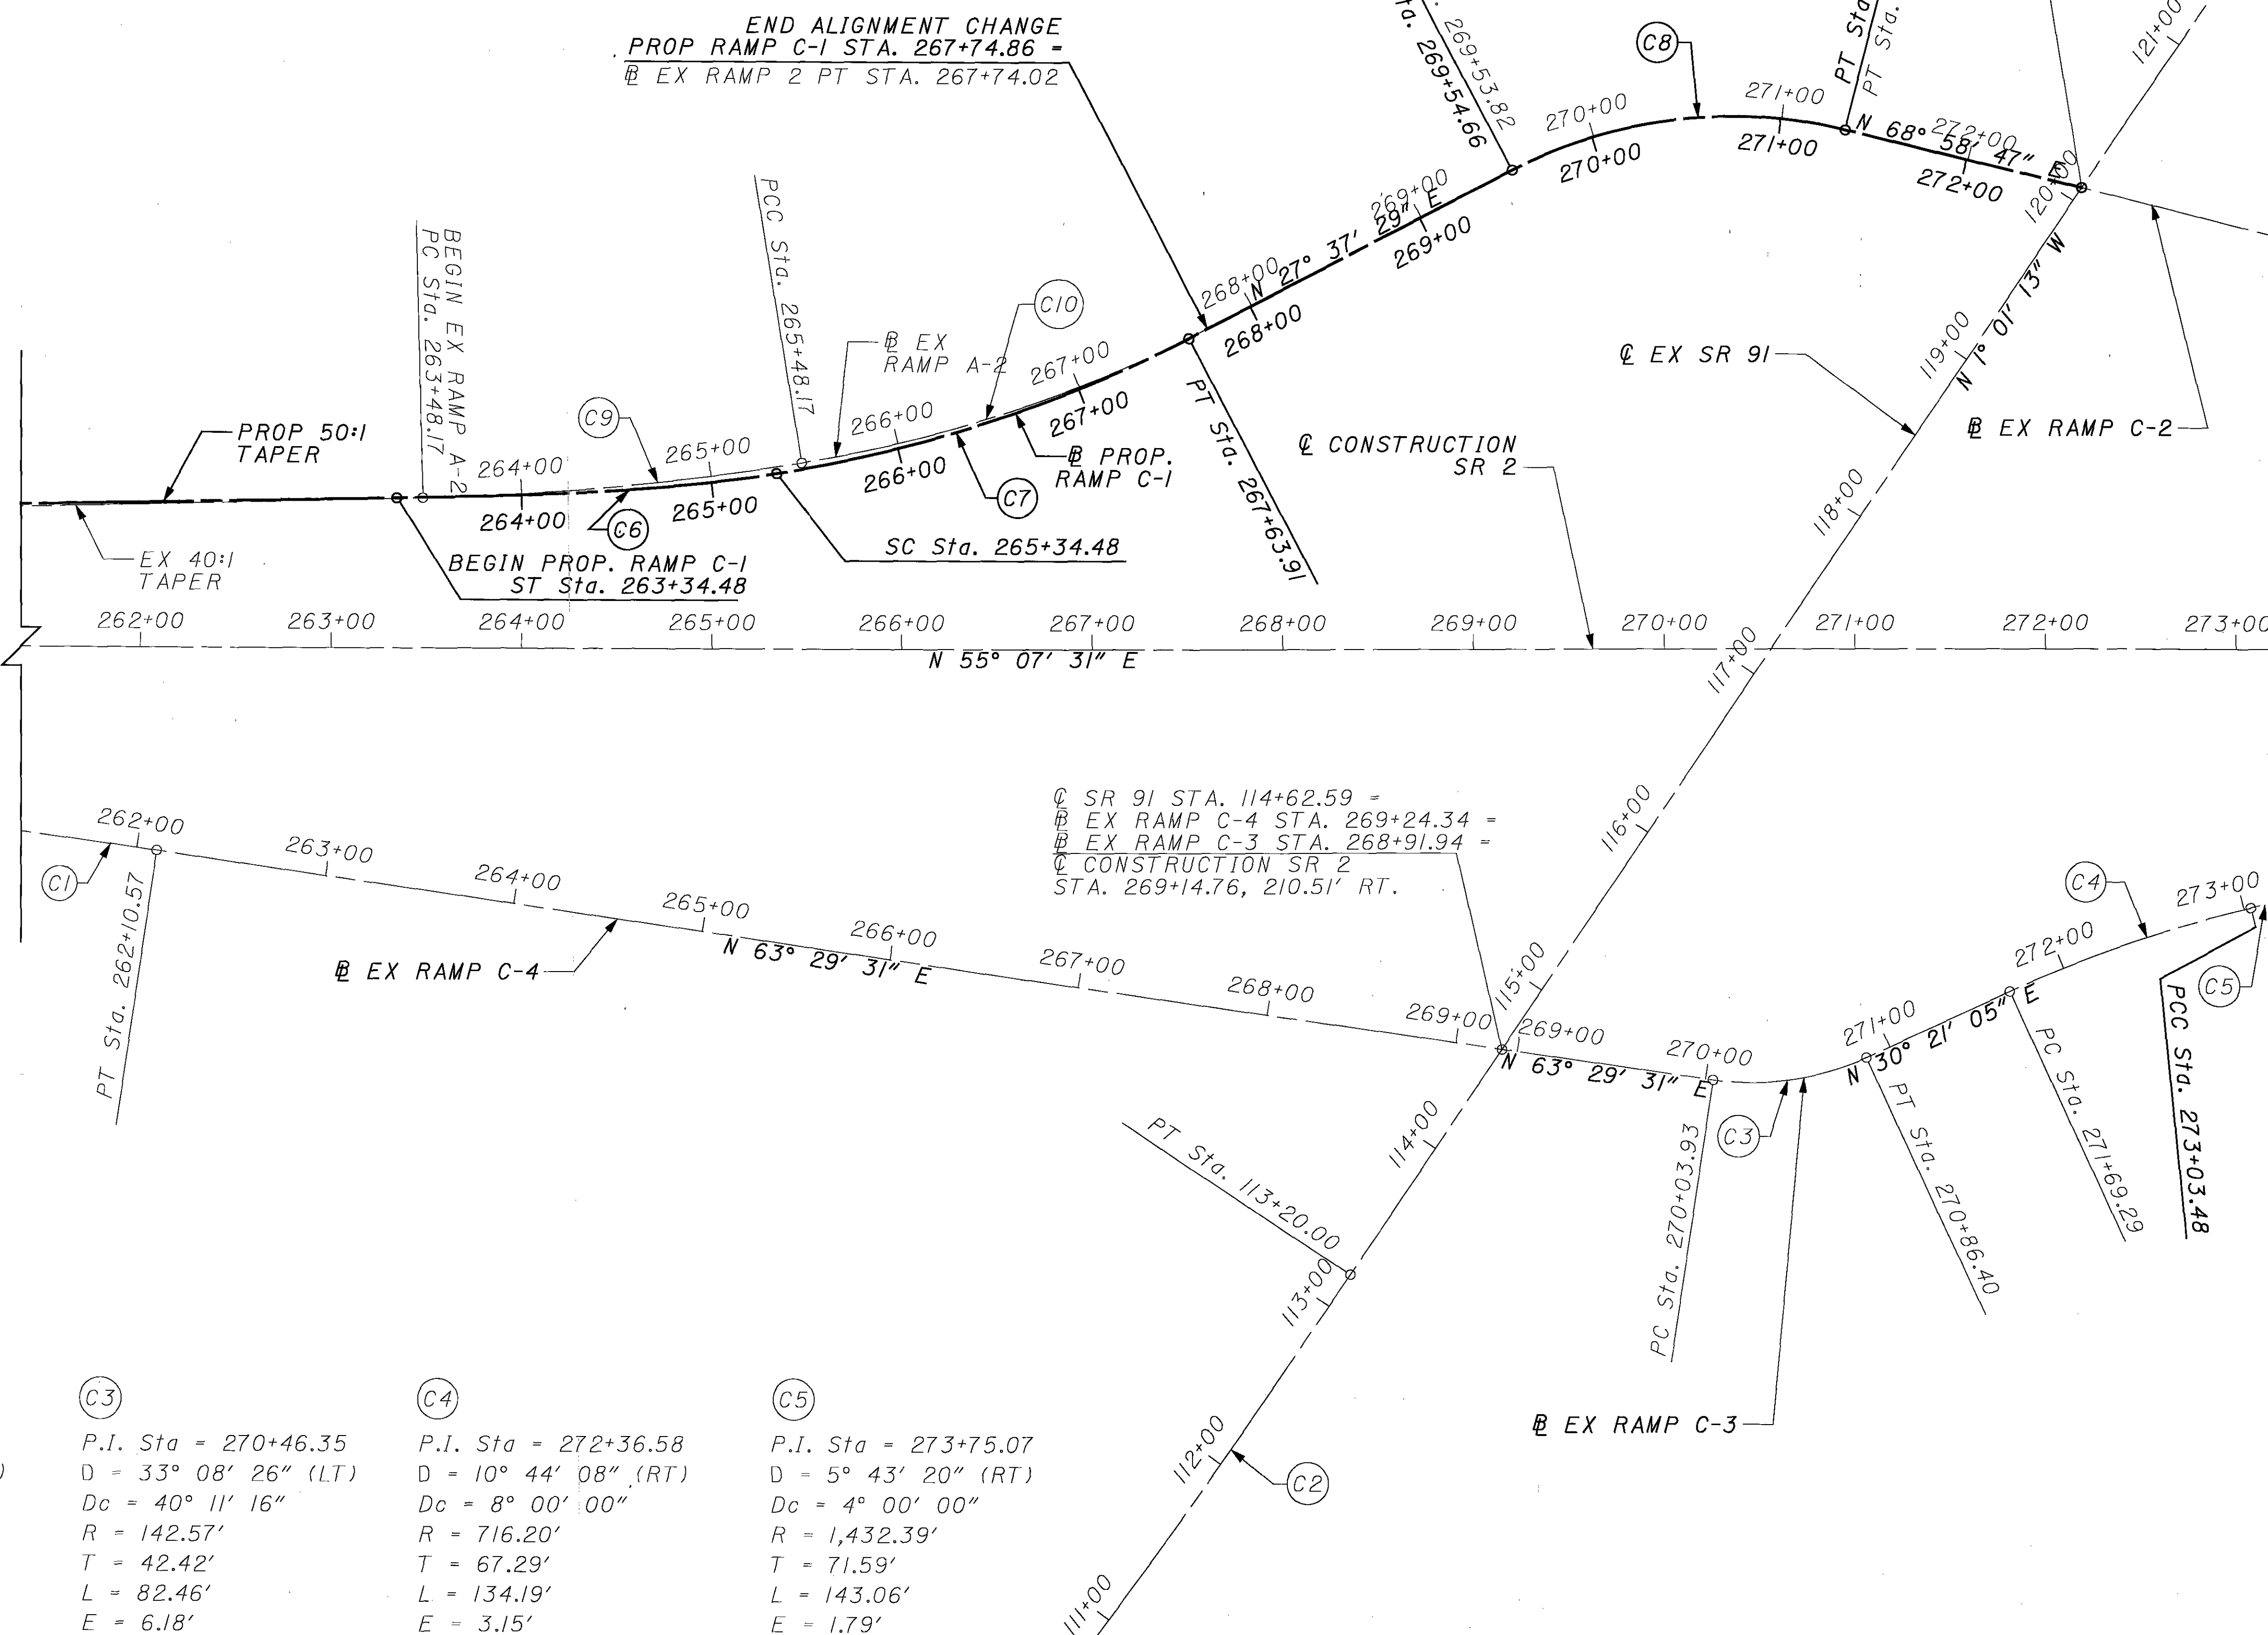 END ALIGNMENT CHANGE
PROP RAMP C-1 STA. 267+74.86 =
℄ EX RAMP 2 PT STA. 267+74.02
269+53.82
ta. 269+54.66
C8
PT Sta
PT Sta.
121+00
270+00
270+00
271+00
271+00
N 68° 58' 47" E
272+00
272+00
120+00
BEGIN EX RAMP A-2
PC Sta. 263+48.17
PCC Sta. 265+48.17
C10
℄ EX
RAMP A-2
268+00
268+00
N 27° 37' 29" E
269+00
269+00
PROP 50:1
TAPER
C9
264+00
264+00
265+00
265+00
266+00
266+00
267+00
267+00
℄ PROP.
RAMP C-1
C7
C6
PT Sta. 267+63.91
EX 40:1
TAPER
BEGIN PROP. RAMP C-1
ST Sta. 263+34.48
SC Sta. 265+34.48
℄ CONSTRUCTION
SR 2
℄ EX SR 91
119+00
N 1° 01' 13" W
℄ EX RAMP C-2
118+00
262+00
263+00
264+00
265+00
266+00
267+00
268+00
269+00
270+00
271+00
272+00
273+00
N 55° 07' 31" E
117+00
116+00
℄ SR 91 STA. 114+62.59 =
℄ EX RAMP C-4 STA. 269+24.34 =
℄ EX RAMP C-3 STA. 268+91.94 =
℄ CONSTRUCTION SR 2
STA. 269+14.76, 210.51' RT.
C1
262+00
PT Sta. 262+10.57
263+00
264+00
265+00
℄ EX RAMP C-4
N 63° 29' 31" E
266+00
267+00
268+00
269+00
115+00
269+00
N 63° 29' 31" E
270+00
271+00
N 30° 21' 05" E
272+00
C4
273+00
C5
PCC Sta. 273+03.48
PC Sta. 271+69.29
PT Sta. 270+86.40
C3
PC Sta. 270+03.93
℄ EX RAMP C-3
114+00
PT Sta. 113+20.00
113+00
112+00
C2
111+00
)
C3
P.I. Sta = 270+46.35
D = 33° 08' 26" (LT)
Dc = 40° 11' 16"
R = 142.57'
T = 42.42'
L = 82.46'
E = 6.18'
C4
P.I. Sta = 272+36.58
D = 10° 44' 08" (RT)
Dc = 8° 00' 00"
R = 716.20'
T = 67.29'
L = 134.19'
E = 3.15'
C5
P.I. Sta = 273+75.07
D = 5° 43' 20" (RT)
Dc = 4° 00' 00"
R = 1,432.39'
T = 71.59'
L = 143.06'
E = 1.79'